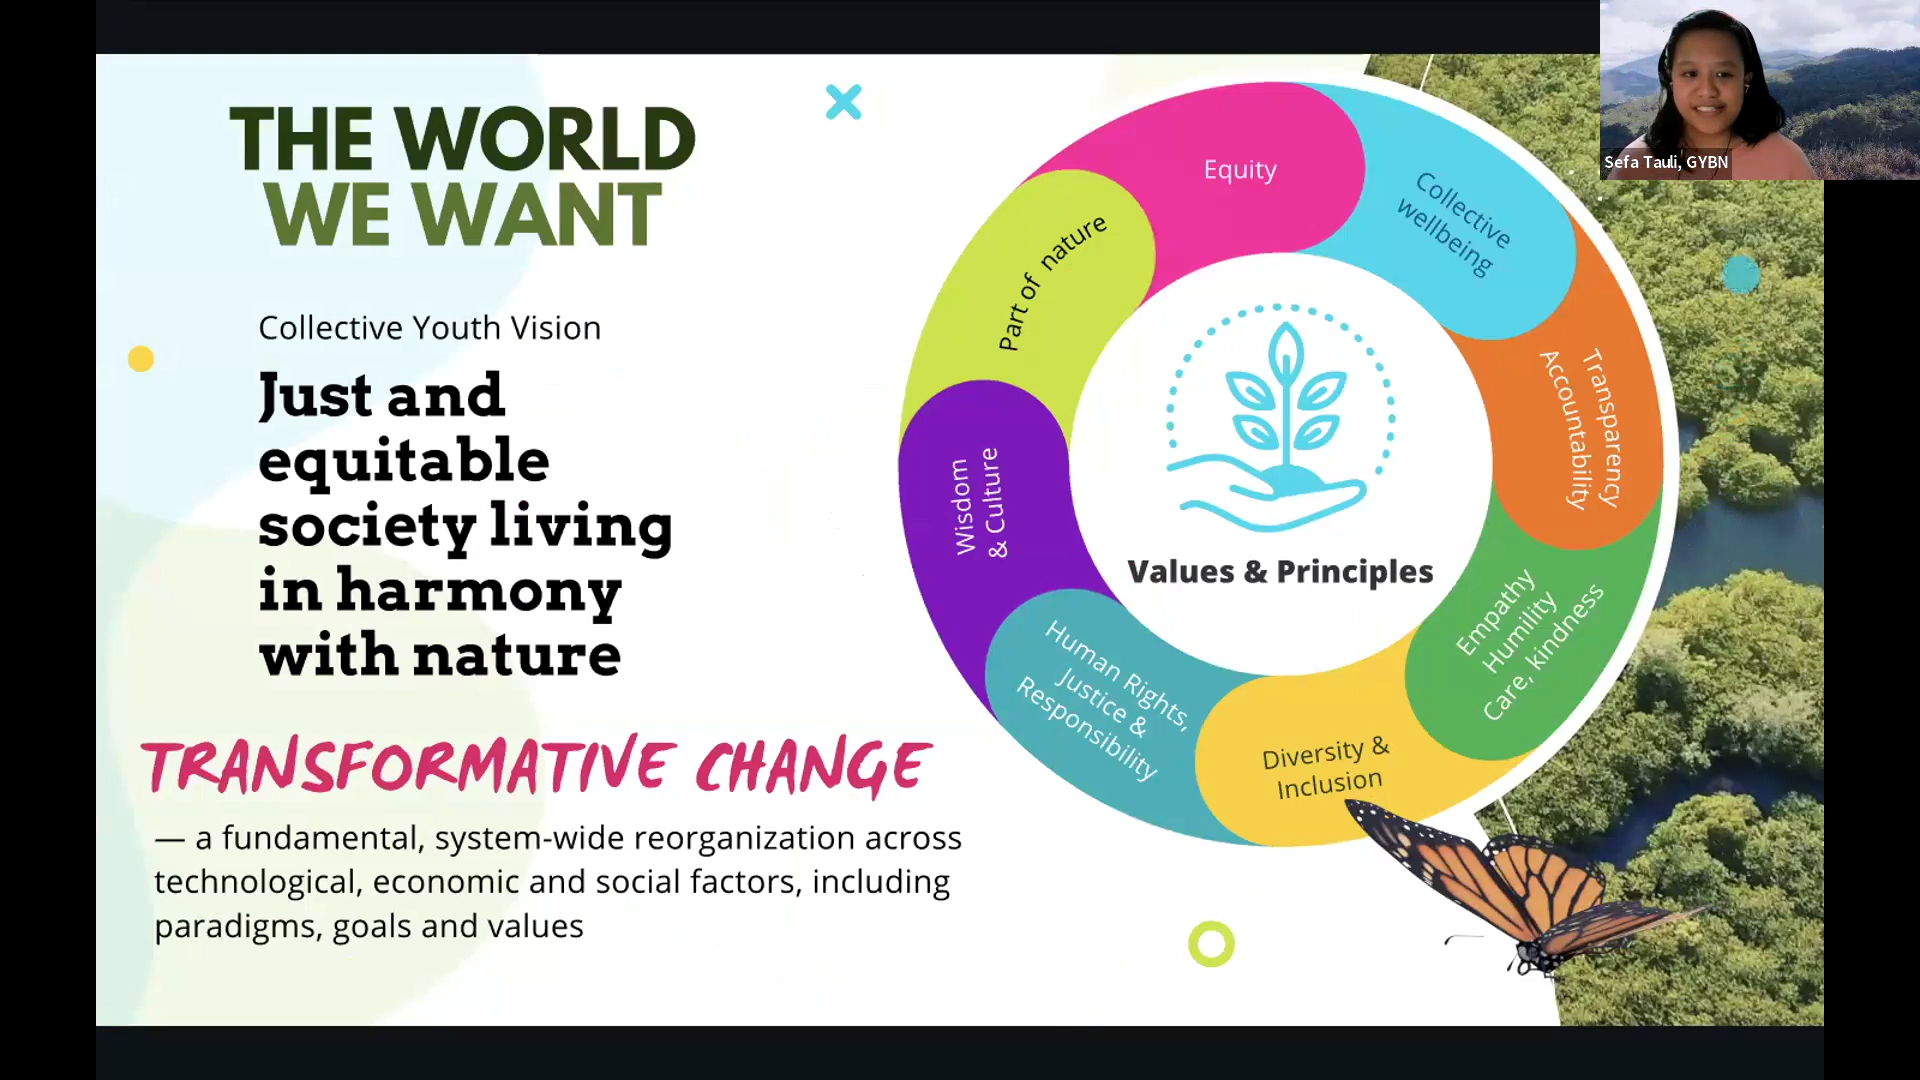 THE WORLD
WE WANT
Collective Youth Vision
Just and
equitable
society living
in harmony
with nature
TRANSFORMATIVE CHANGE
— a fundamental, system-wide reorganization across
technological, economic and social factors, including
paradigms, goals and values
Equity
Collective
wellbeing
Transparency
Accountability
Empathy
Humility
Care, kindness
Diversity &
Inclusion
Human Rights,
Justice &
Responsibility
Wisdom
& Culture
Part of nature
Values & Principles
Sefa Tauli, GYBN